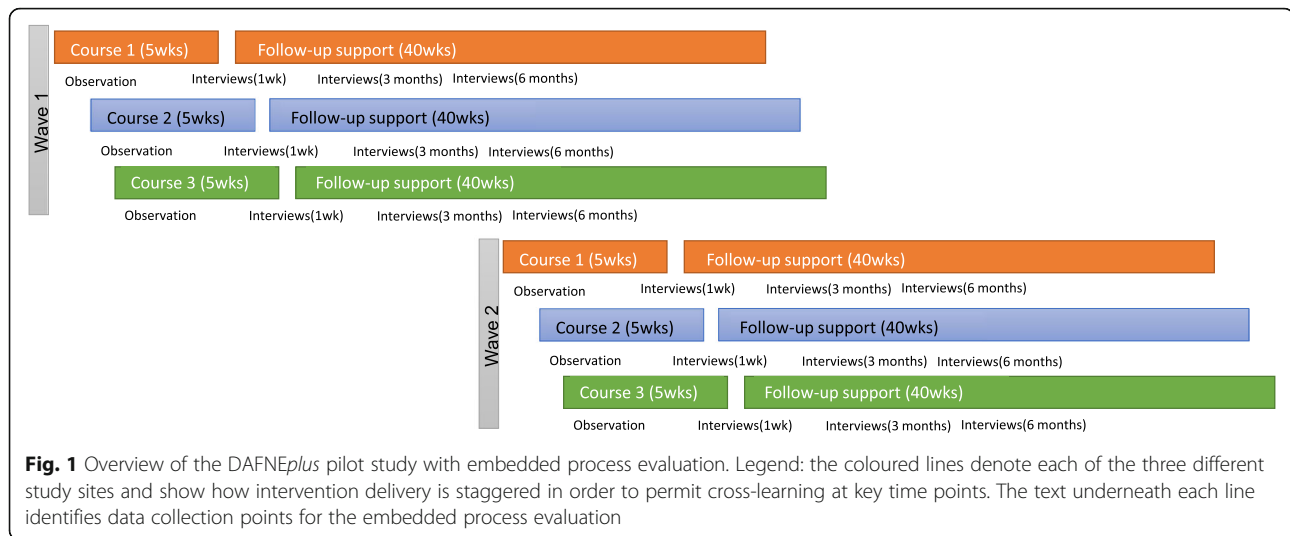 Wave 1
Course 1 (5wks) Follow-up support (40wks)
Observation Interviews(1wk) Interviews(3 months) Interviews(6 months)
Course 2 (5wks) Follow-up support (40wks)
Observation Interviews(1wk) Interviews(3 months) Interviews(6 months)
Course 3 (5wks) Follow-up support (40wks)
Observation Interviews(1wk) Interviews(3 months) Interviews(6 months)
Wave 2
Course 1 (5wks) Follow-up support (40wks)
Observation Interviews(1wk) Interviews(3 months) Interviews(6 months)
Course 2 (5wks) Follow-up support (40wks)
Observation Interviews(1wk) Interviews(3 months) Interviews(6 months)
Course 3 (5wks) Follow-up support (40wks)
Observation Interviews(1wk) Interviews(3 months) Interviews(6 months)
Fig. 1 Overview of the DAFNEplus pilot study with embedded process evaluation. Legend: the coloured lines denote each of the three different
study sites and show how intervention delivery is staggered in order to permit cross-learning at key time points. The text underneath each line
identifies data collection points for the embedded process evaluation